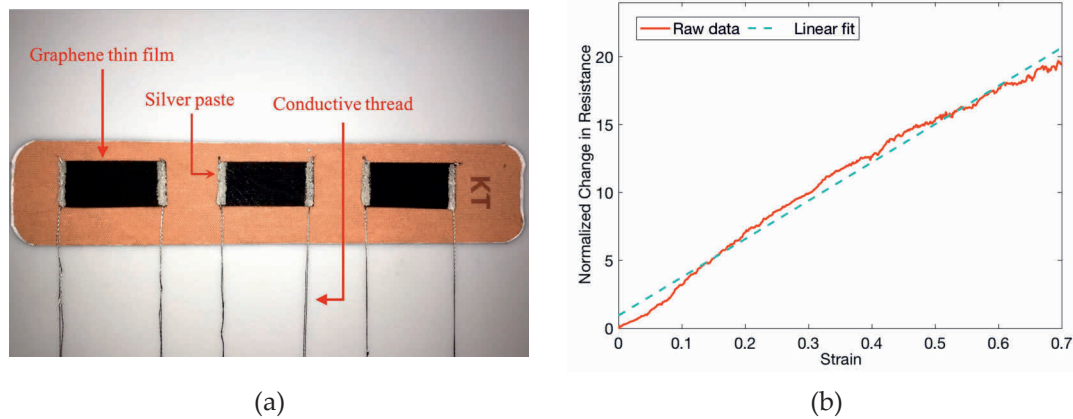 Graphene thin film
Silver paste
Conductive thread
KT
(a)
Raw data
Linear fit
Normalized Change in Resistance
20
15
10
5
0
0
0.1
0.2
0.3
0.4
0.5
0.6
0.7
Strain
(b)